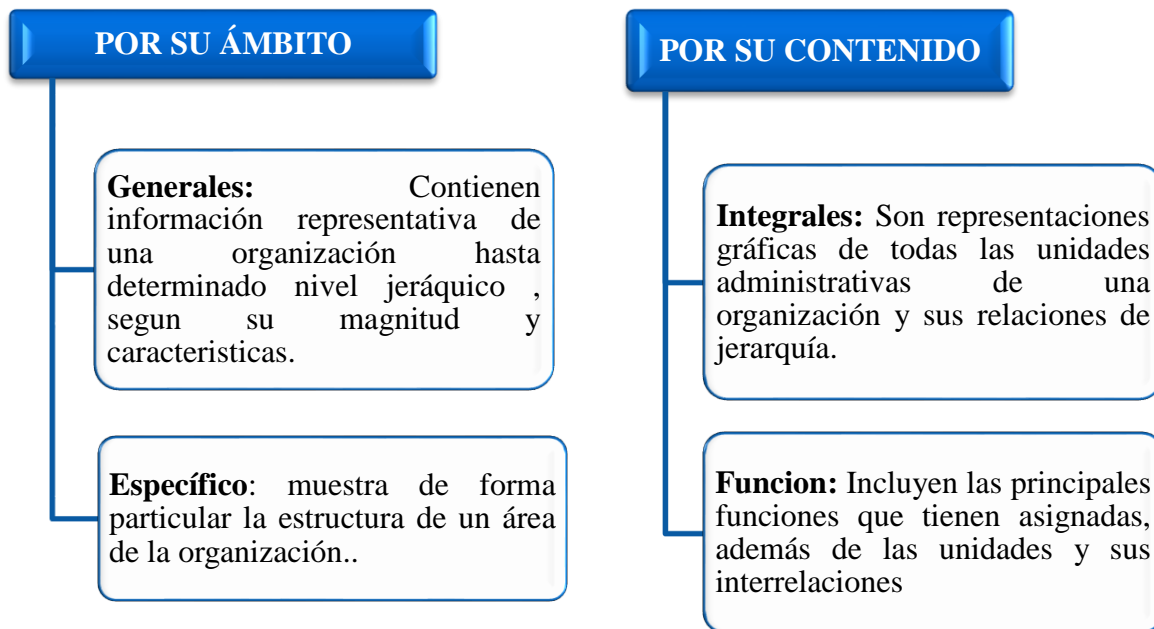 POR SU ÁMBITO
Generales: Contienen
información representativa de
una organización hasta
determinado nivel jeráquico ,
segun su magnitud y
caracteristicas.
Específico: muestra de forma
particular la estructura de un área
de la organización..
POR SU CONTENIDO
Integrales: Son representaciones
gráficas de todas las unidades
administrativas de una
organización y sus relaciones de
jerarquía.
Funcion: Incluyen las principales
funciones que tienen asignadas,
además de las unidades y sus
interrelaciones